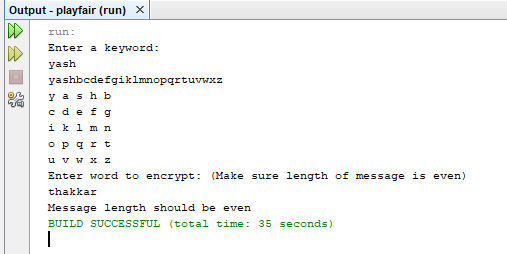 Output - playfair (run) ×
run:
Enter a keyword:
yash
yashbcdefgiklmnopqrtuvwxz
y a s h b
c d e f g
i k l m n
o p q r t
u v w x z
Enter word to encrypt: (Make sure length of message is even)
thakkar
Message length should be even
BUILD SUCCESSFUL (total time: 35 seconds)